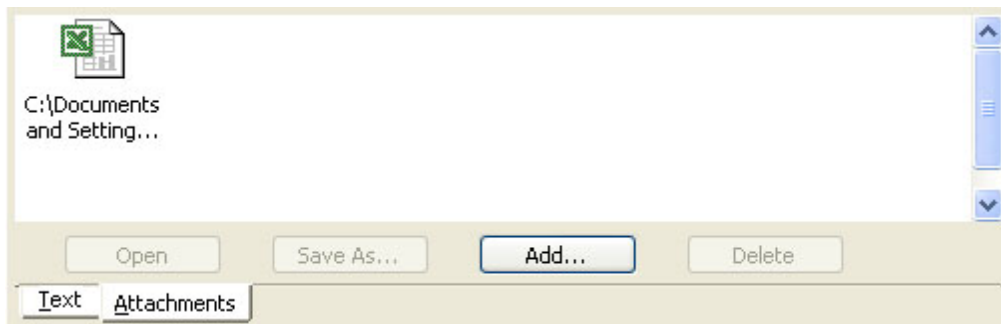 C:\Documents
and Setting...
Open Save As... Add... Delete
Text Attachments